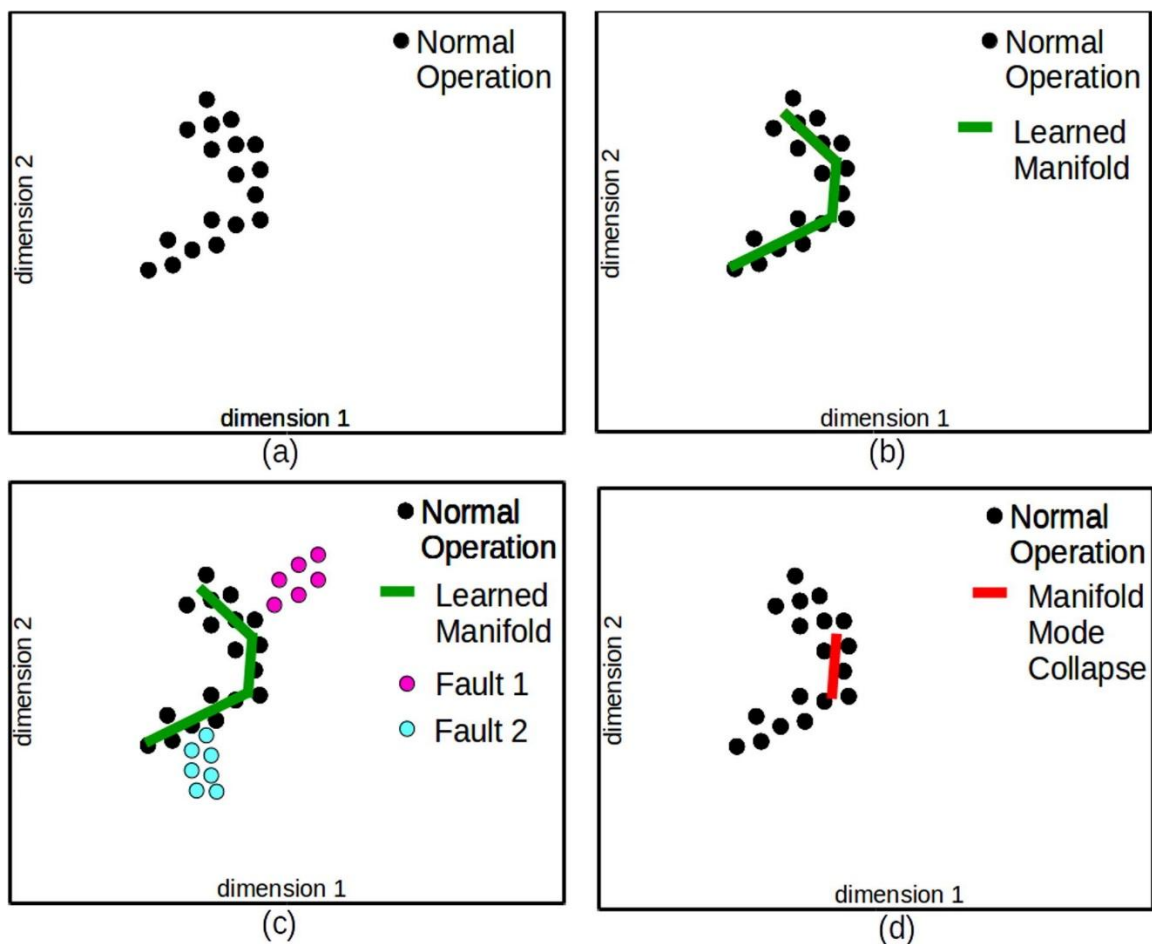 Normal
Operation
dimension 2
dimension 1
(a)
Normal
Operation
Learned
Manifold
dimension 2
dimension 1
(b)
Normal
Operation
Learned
Manifold
Fault 1
Fault 2
dimension 2
dimension 1
(c)
Normal
Operation
Manifold
Mode
Collapse
dimension 2
dimension 1
(d)